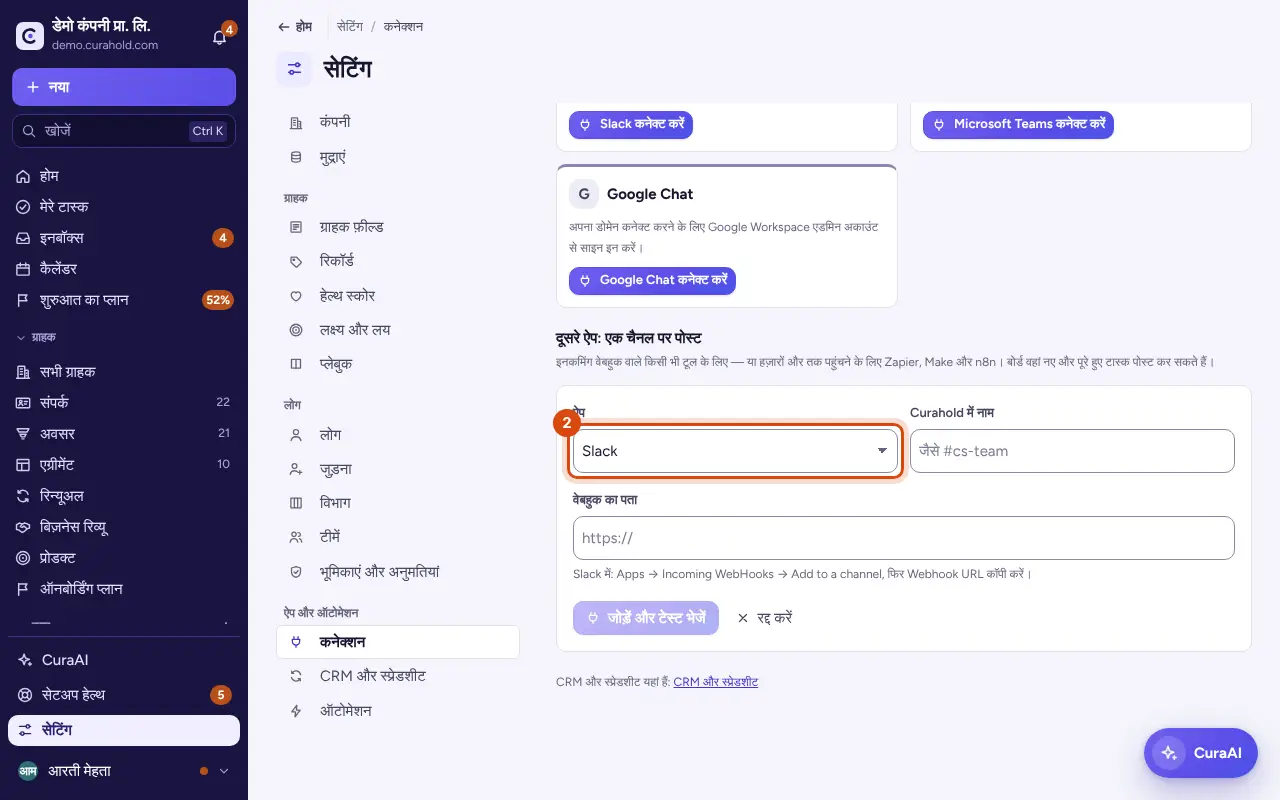 डेमो कंपनी प्रा. लि.
demo.curahold.com
4
नया
खोजें
Ctrl K
होम
मेरे टास्क
इनबॉक्स
4
कैलेंडर
शुरुआत का प्लान
52%
ग्राहक
सभी ग्राहक
संपर्क
22
अवसर
21
एग्रीमेंट
10
रिन्यूअल
बिज़नेस रिव्यू
प्रोडक्ट
ऑनबोर्डिंग प्लान
CuraAI
सेटअप हेल्थ
5
सेटिंग
आम
आरती मेहता
← होम
सेटिंग / कनेक्शन
सेटिंग
कंपनी
मुद्राएं
ग्राहक
ग्राहक फ़ील्ड
रिकॉर्ड
हेल्थ स्कोर
लक्ष्य और लय
प्लेबुक
लोग
लोग
जुड़ना
विभाग
टीमें
भूमिकाएं और अनुमतियां
ऐप और ऑटोमेशन
कनेक्शन
CRM और स्प्रेडशीट
ऑटोमेशन
Slack कनेक्ट करें
Microsoft Teams कनेक्ट करें
G
Google Chat
अपना डोमेन कनेक्ट करने के लिए Google Workspace एडमिन अकाउंट
से साइन इन करें।
Google Chat कनेक्ट करें
दूसरे ऐप: एक चैनल पर पोस्ट
इनकमिंग वेबहुक वाले किसी भी टूल के लिए — या हज़ारों और तक पहुंचने के लिए Zapier, Make और n8n। बोर्ड वहां नए और पूरे हुए टास्क पोस्ट कर सकते हैं।
ऐप
2
Slack
Curahold में नाम
जैसे #cs-team
वेबहुक का पता
https://
Slack में: Apps → Incoming WebHooks → Add to a channel, फिर Webhook URL कॉपी करें।
जोड़ें और टेस्ट भेजें
रद्द करें
CRM और स्प्रेडशीट यहां हैं: CRM और स्प्रेडशीट
CuraAI